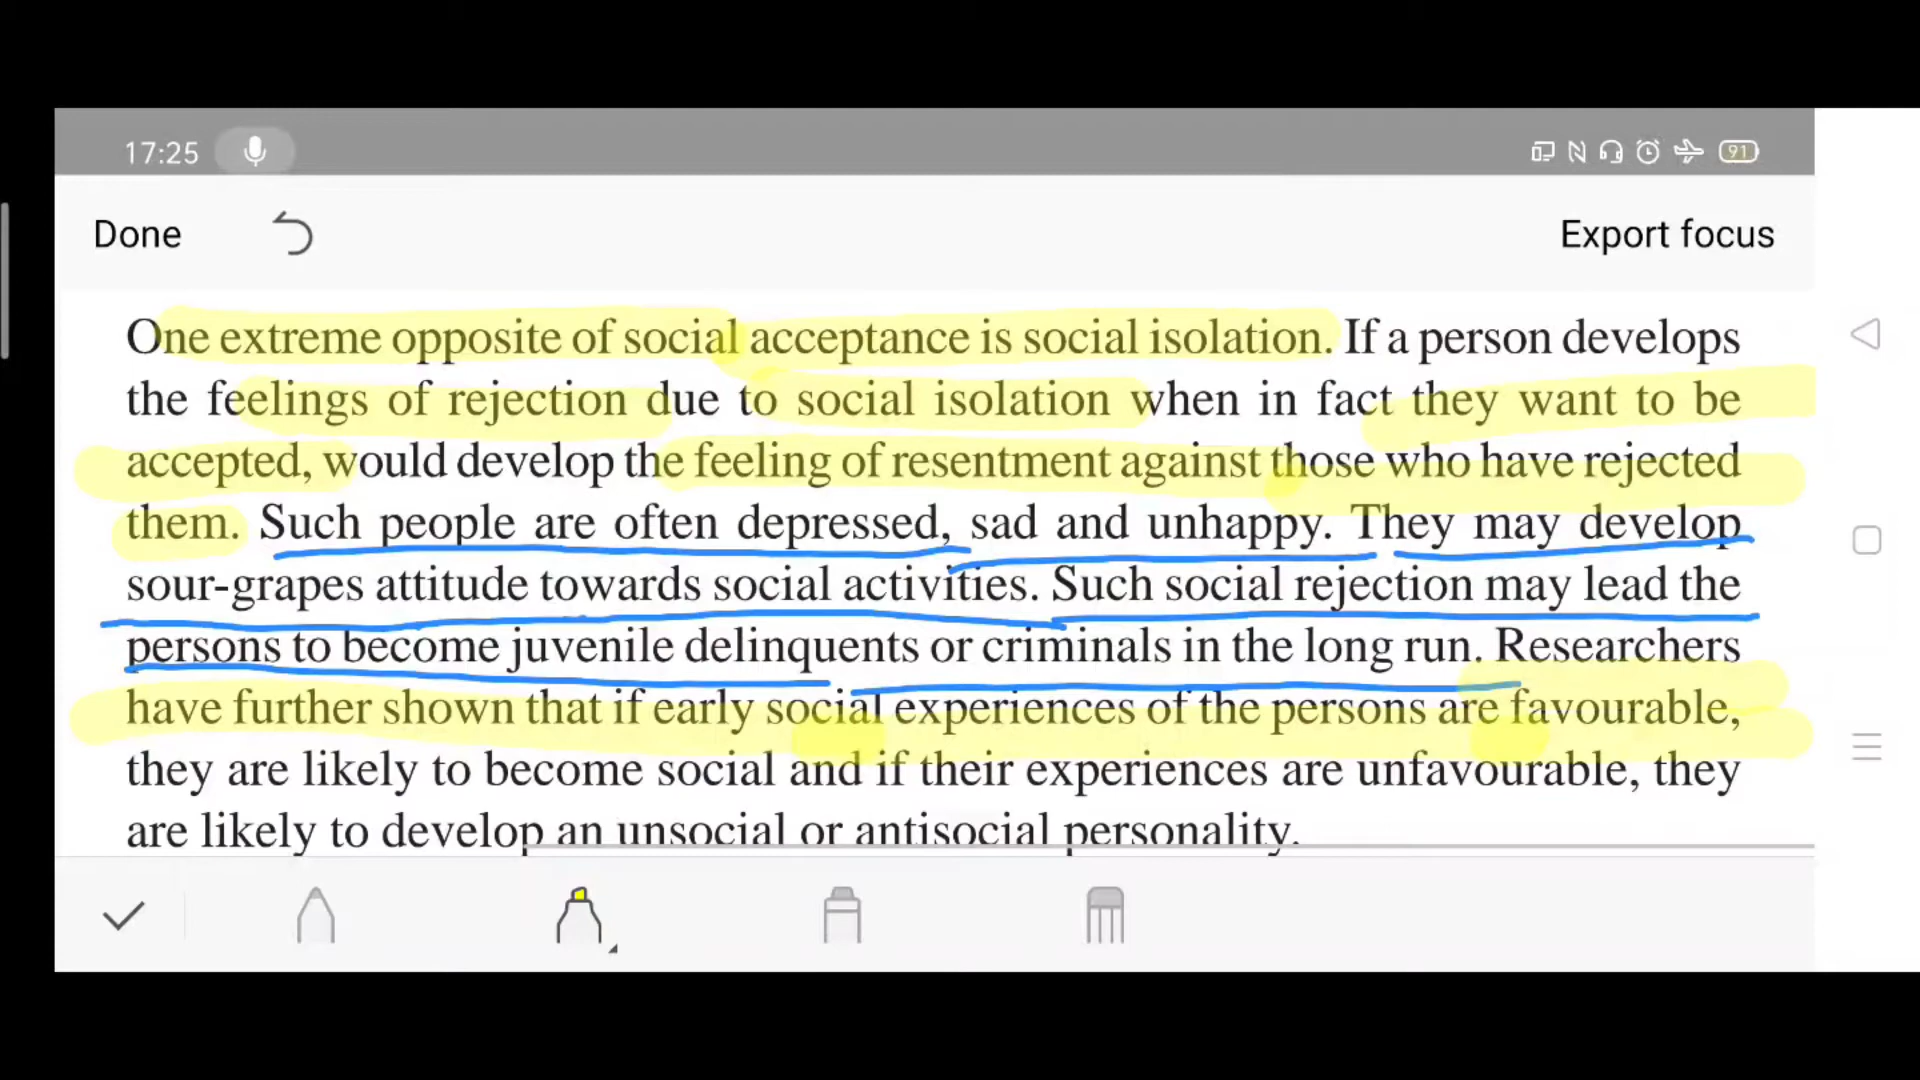 17:25
91
Done
Export focus
One extreme opposite of social acceptance is social isolation. If a person develops
the feelings of rejection due to social isolation when in fact they want to be
accepted, would develop the feeling of resentment against those who have rejected
them. Such people are often depressed, sad and unhappy. They may develop
sour-grapes attitude towards social activities. Such social rejection may lead the
persons to become juvenile delinquents or criminals in the long run. Researchers
have further shown that if early social experiences of the persons are favourable,
they are likely to become social and if their experiences are unfavourable, they
are likely to develop an unsocial or antisocial personality.